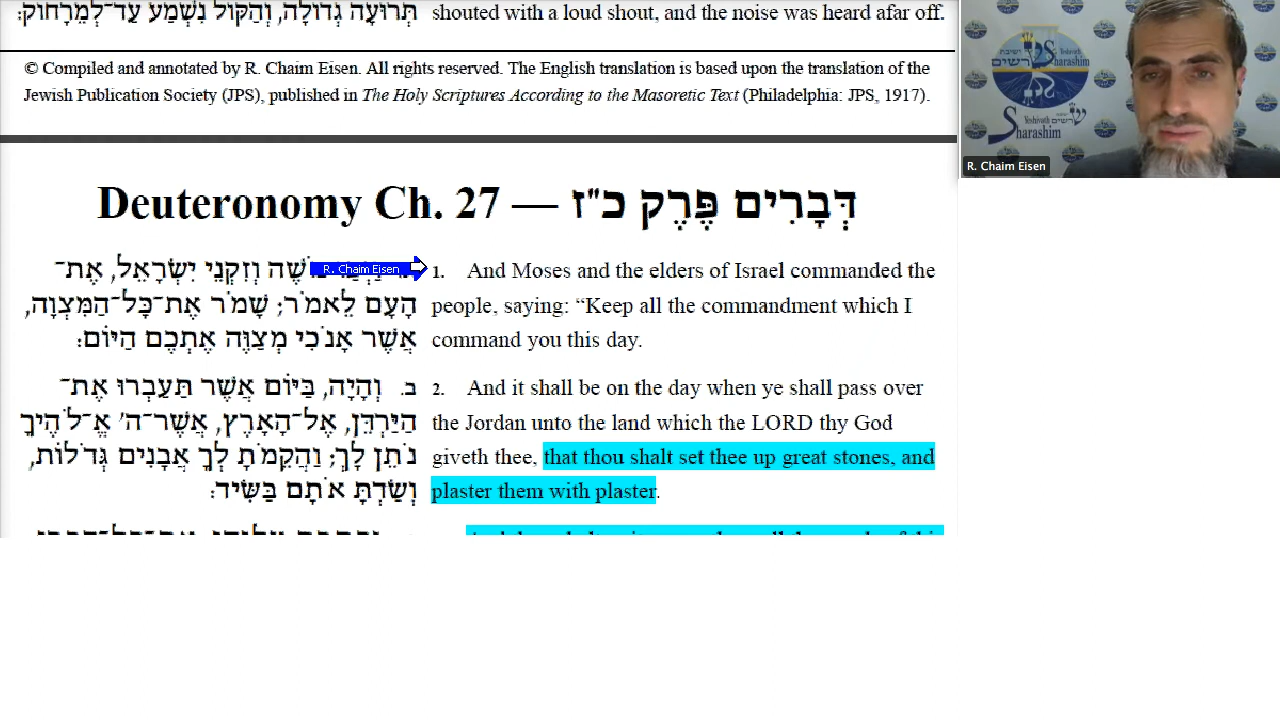 תְּרוּעָה גְדוֹלָה, וְהַקּוֹל נִשְׁמַע עַד־לְמֵרָחוֹק:
shouted with a loud shout, and the noise was heard afar off.
© Compiled and annotated by R. Chaim Eisen. All rights reserved. The English translation is based upon the translation of the
Jewish Publication Society (JPS), published in The Holy Scriptures According to the Masoretic Text (Philadelphia: JPS, 1917).
Deuteronomy Ch. 27 — דְּבָרִים פֶּרֶק כ"ז
מֹשֶׁה וְזִקְנֵי יִשְׂרָאֵל, אֶת־
הָעָם לֵאמֹר; שָׁמֹר אֶת־כׇּל־הַמִּצְוָה,
אֲשֶׁר אָנֹכִי מְצַוֶּה אֶתְכֶם הַיּוֹם:
R. Chaim Eisen
1. And Moses and the elders of Israel commanded the
people, saying: “Keep all the commandment which I
command you this day.
ב. וְהָיָה, בַּיּוֹם אֲשֶׁר תַּעַבְרוּ אֶת־
הַיַּרְדֵּן, אֶל־הָאָרֶץ, אֲשֶׁר־ה' אֱ־לֹהֶיךָ
נֹתֵן לָךְ; וַהֲקֵמֹתָ לְךָ אֲבָנִים גְּדֹלוֹת,
וְשַׂדְתָּ אֹתָם בַּשִּׂיד:
2. And it shall be on the day when ye shall pass over
the Jordan unto the land which the LORD thy God
giveth thee, that thou shalt set thee up great stones, and
plaster them with plaster.
ישיבת
שרשים
Yeshivath
Sharashim
R. Chaim Eisen